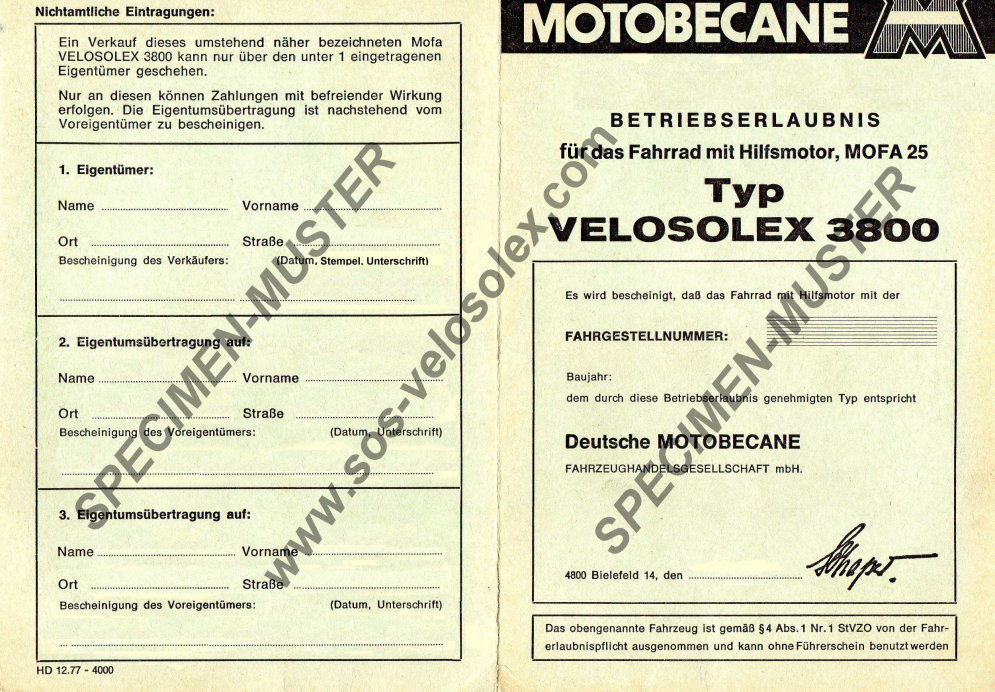 Nichtamtliche Eintragungen:
Ein Verkauf dieses umstehend näher bezeichneten Mofa
VELOSOLEX 3800 kann nur über den unter 1 eingetragenen
Eigentümer geschehen.
Nur an diesen können Zahlungen mit befreiender Wirkung
erfolgen. Die Eigentumsübertragung ist nachstehend vom
Voreigentümer zu bescheinigen.
1. Eigentümer:
Name Vorname
Ort Straße
Bescheinigung des Verkäufers: (Datum, Stempel, Unterschrift)
2. Eigentumsübertragung auf:
Name Vorname
Ort Straße
Bescheinigung des Voreigentümers: (Datum, Unterschrift)
3. Eigentumsübertragung auf:
Name Vorname
Ort Straße
Bescheinigung des Voreigentümers: (Datum, Unterschrift)
HD 12.77 - 4000
MOTOBECANE M
BETRIEBSERLAUBNIS
für das Fahrrad mit Hilfsmotor, MOFA 25
Typ
VELOSOLEX 3800
Es wird bescheinigt, daß das Fahrrad mit Hilfsmotor mit der
FAHRGESTELLNUMMER:
Baujahr:
dem durch diese Betriebserlaubnis genehmigten Typ entspricht
Deutsche MOTOBECANE
FAHRZEUGHANDELSGESELLSCHAFT mbH.
4800 Bielefeld 14, den
Das obengenannte Fahrzeug ist gemäß § 4 Abs. 1 Nr. 1 StVZO von der Fahr-
erlaubnispflicht ausgenommen und kann ohne Führerschein benutzt werden
SPECIMEN-MUSTER
www.sos-velosolex.com
SPECIMEN-MUSTER